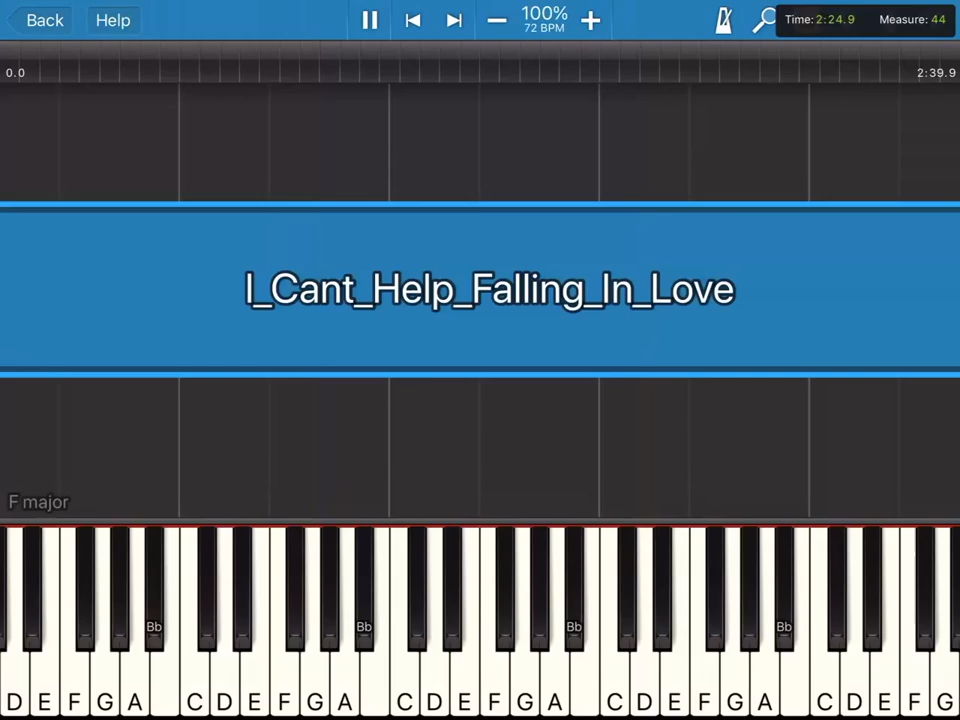 Back Help 100% Time: 2:24.9 Measure: 44
72 BPM
0.0 2:39.9
I_Cant_Help_Falling_In_Love
F major
Bb Bb Bb Bb
D E F G A C D E F G A C D E F G A C D E F G A C D E F G